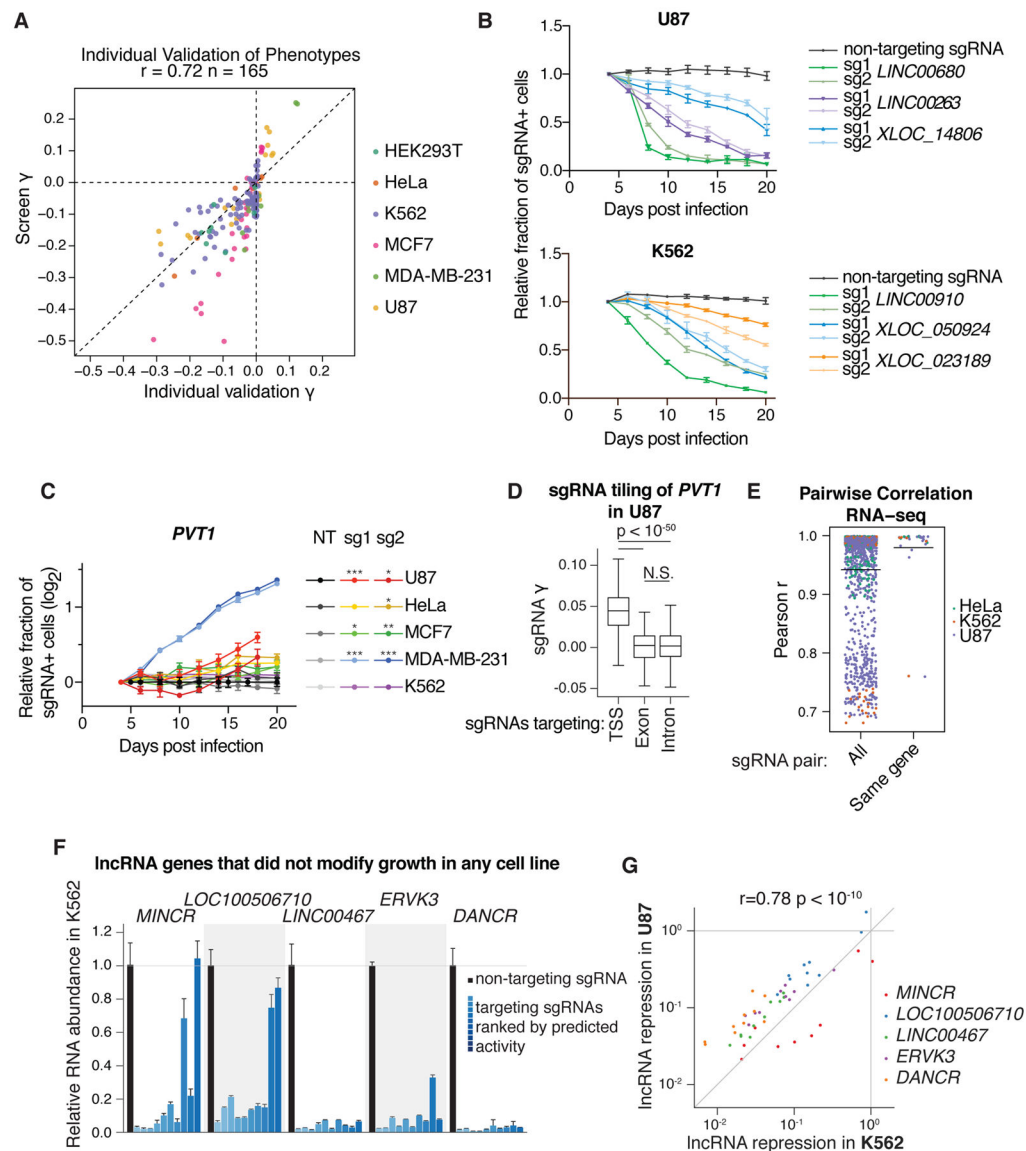 A
Individual Validation of Phenotypes
r = 0.72 n = 165
Screen γ
0.2
0.1
0.0
−0.1
−0.2
−0.3
−0.4
−0.5
−0.5 −0.4 −0.3 −0.2 −0.1 0.0 0.1 0.2
Individual validation γ
HEK293T
HeLa
K562
MCF7
MDA-MB-231
U87
B
U87
Relative fraction of sgRNA+ cells
1.5
1.0
0.5
0.0
0 5 10 15 20
Days post infection
non-targeting sgRNA
sg1
sg2
LINC00680
sg1
sg2
LINC00263
sg1
sg2
XLOC_14806
K562
1.5
1.0
0.5
0.0
0 5 10 15 20
Days post infection
non-targeting sgRNA
sg1
sg2
LINC00910
sg1
sg2
XLOC_050924
sg1
sg2
XLOC_023189
C
PVT1
Relative fraction of
sgRNA+ cells (log2)
1
0
0 5 10 15 20
Days post infection
NT sg1 sg2
*** * U87
* HeLa
* ** MCF7
*** *** MDA-MB-231
K562
D
sgRNA tiling of PVT1
in U87
p < 10-50
N.S.
sgRNA γ
0.10
0.05
0.00
-0.05
sgRNAs targeting:
TSS
Exon
Intron
E
Pairwise Correlation
RNA−seq
Pearson r
1.0
0.9
0.8
0.7
sgRNA pair:
All
Same gene
HeLa
K562
U87
F
lncRNA genes that did not modify growth in any cell line
Relative RNA abundance in K562
MINCR
LOC100506710
LINC00467
ERVK3
DANCR
1.2
1.0
0.8
0.6
0.4
0.2
0.0
non-targeting sgRNA
targeting sgRNAs
ranked by predicted
activity
G
r=0.78 p < 10-10
lncRNA repression in U87
100
10-1
10-2
10-2 10-1 100
lncRNA repression in K562
MINCR
LOC100506710
LINC00467
ERVK3
DANCR